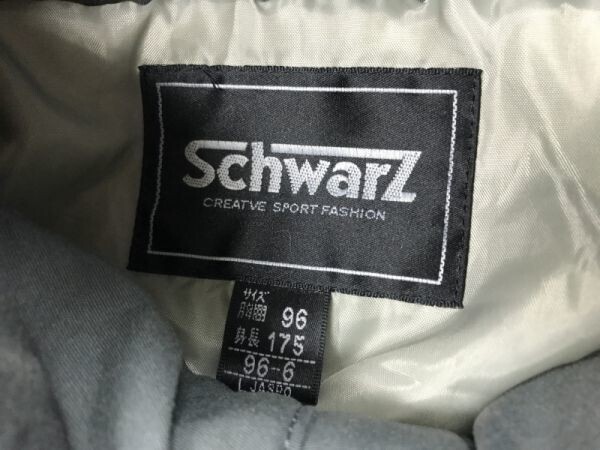 SchwarZ
CREATVE SPORT FASHION
サイズ
胸囲 96
身長 175
96-6
L JASPO